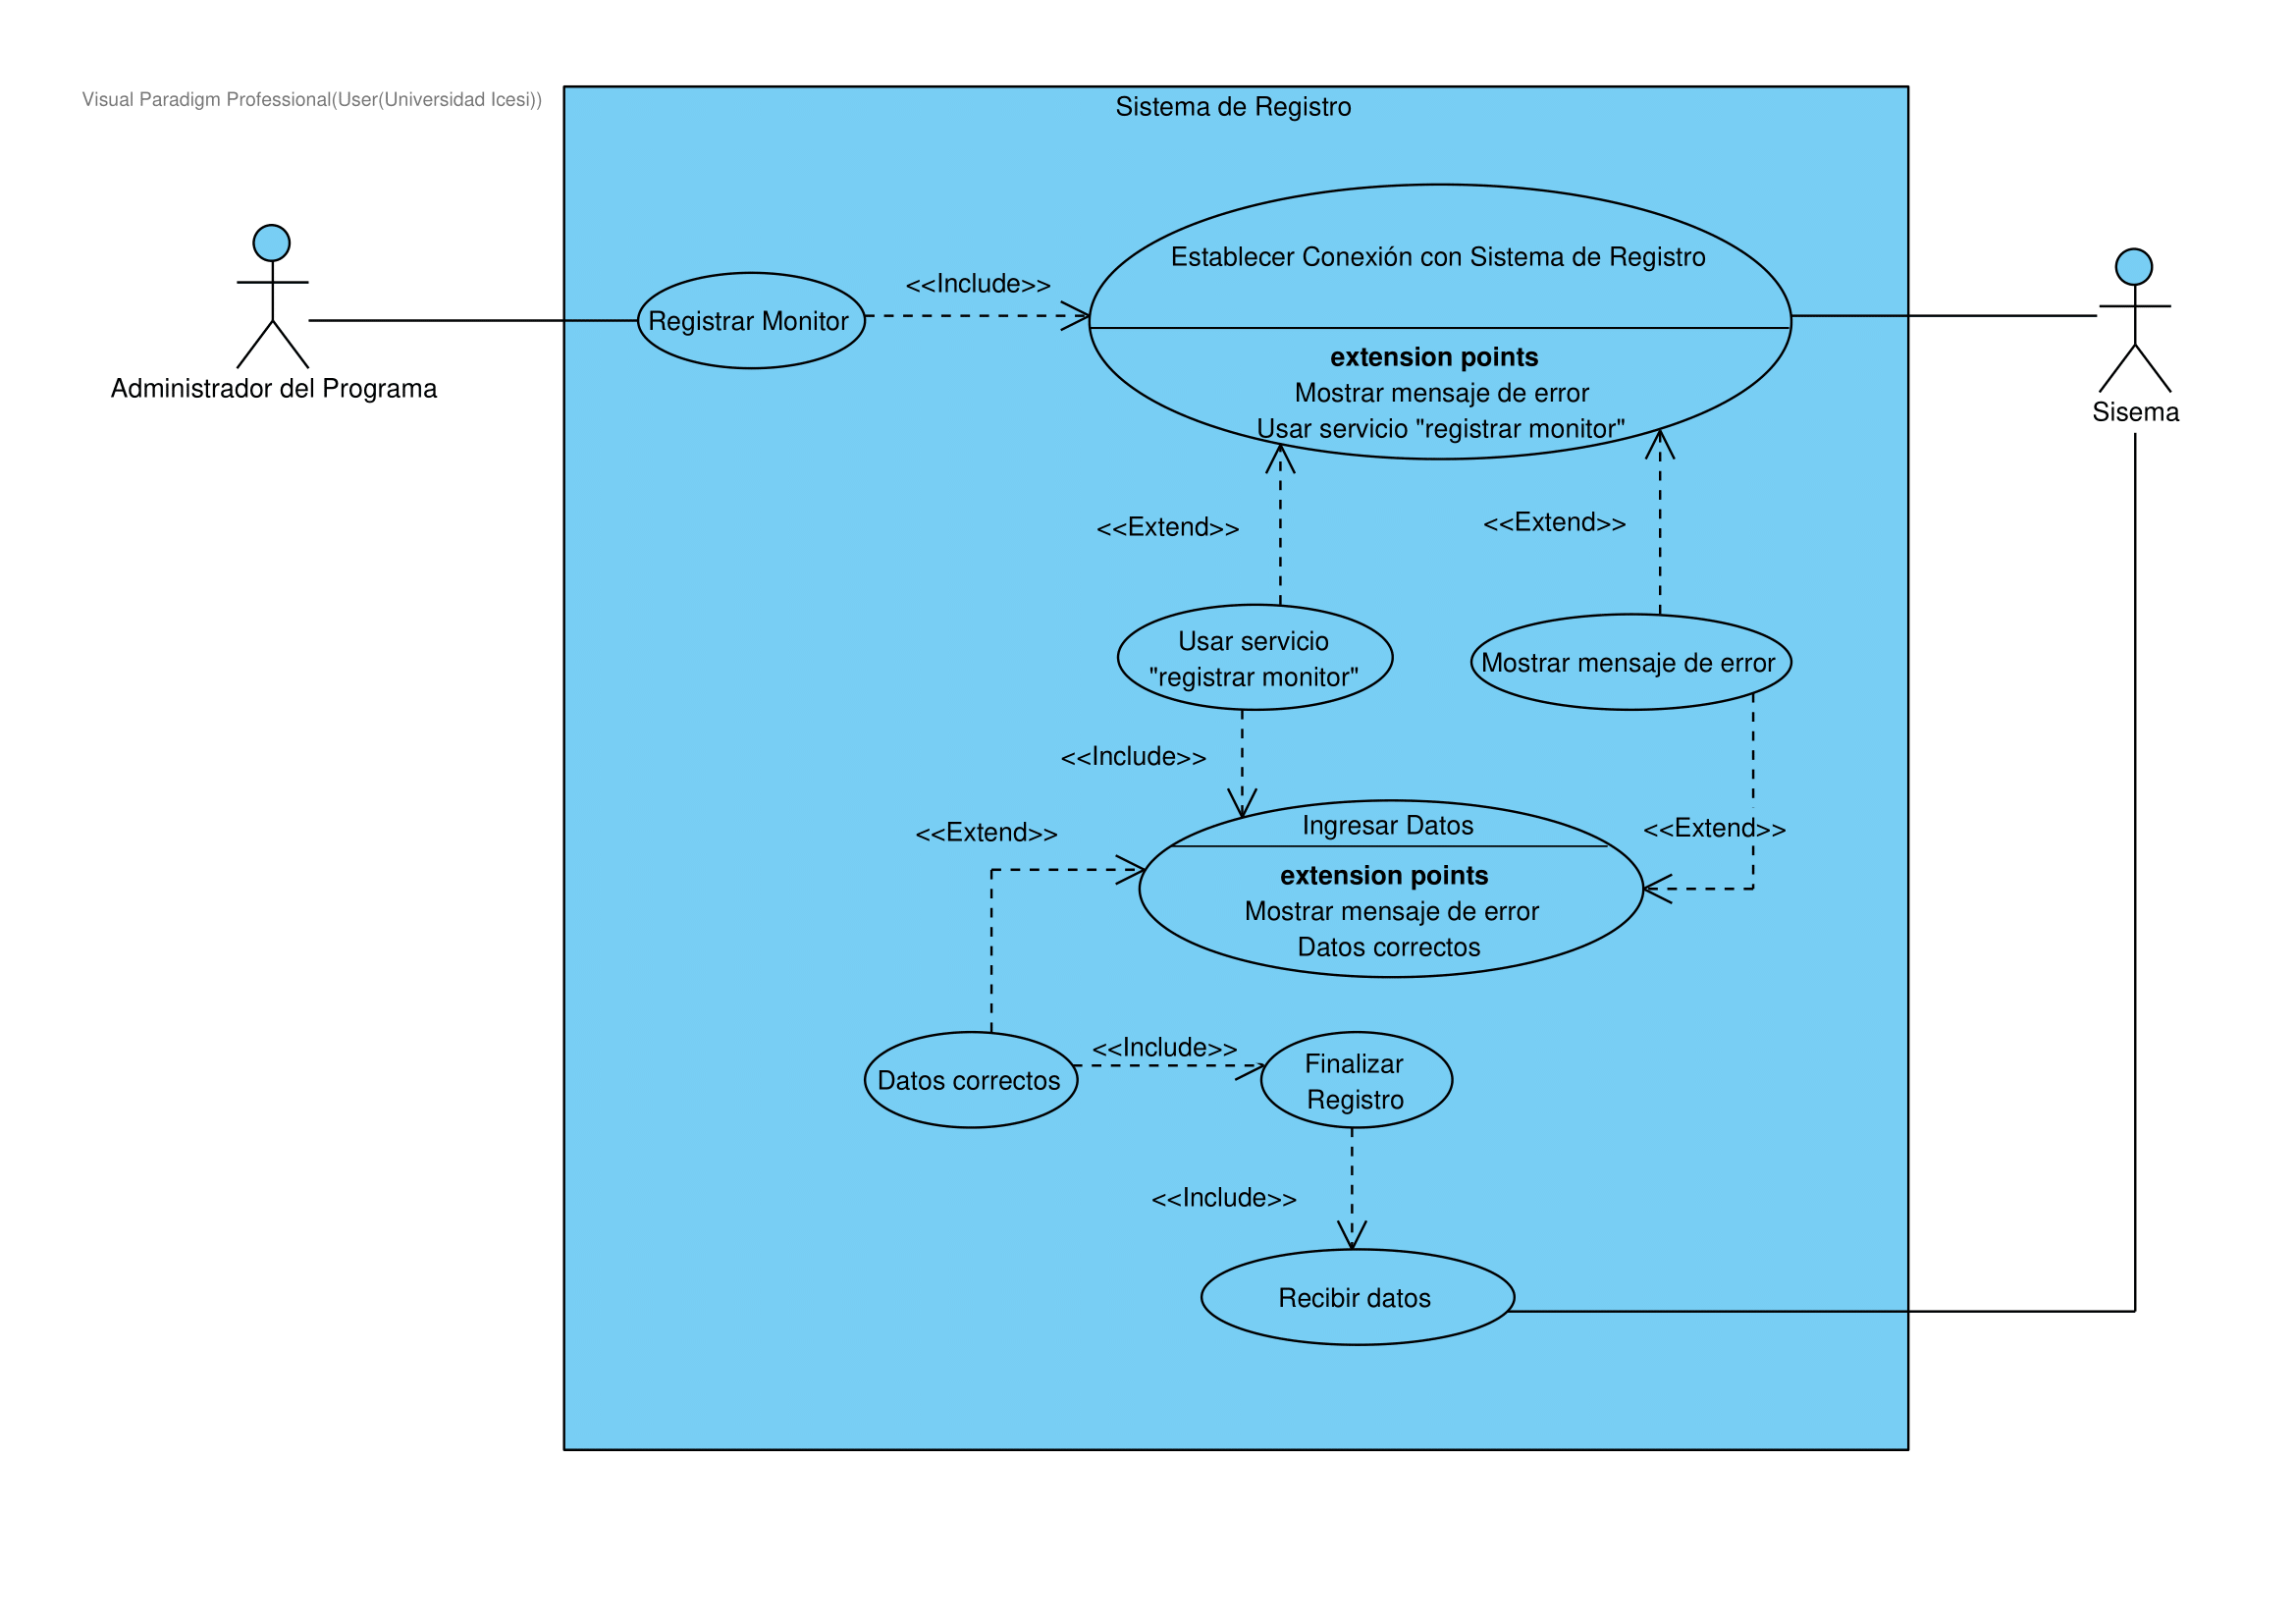 Visual Paradigm Professional(User(Universidad Icesi))
Sistema de Registro
Establecer Conexión con Sistema de Registro
<<Include>>
Registrar Monitor
extension points
Mostrar mensaje de error
Usar servicio "registrar monitor"
Administrador del Programa
Sisema
<<Extend>>
<<Extend>>
Usar servicio
"registrar monitor"
Mostrar mensaje de error
<<Include>>
<<Extend>>
Ingresar Datos
<<Extend>>
extension points
Mostrar mensaje de error
Datos correctos
<<Include>>
Datos correctos
Finalizar
Registro
<<Include>>
Recibir datos